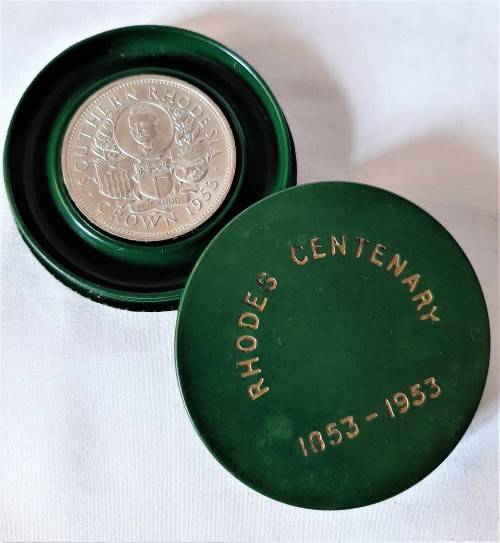 SOUTHERN RHODESIA
CROWN 1953
RHODES CENTENARY
1853-1953